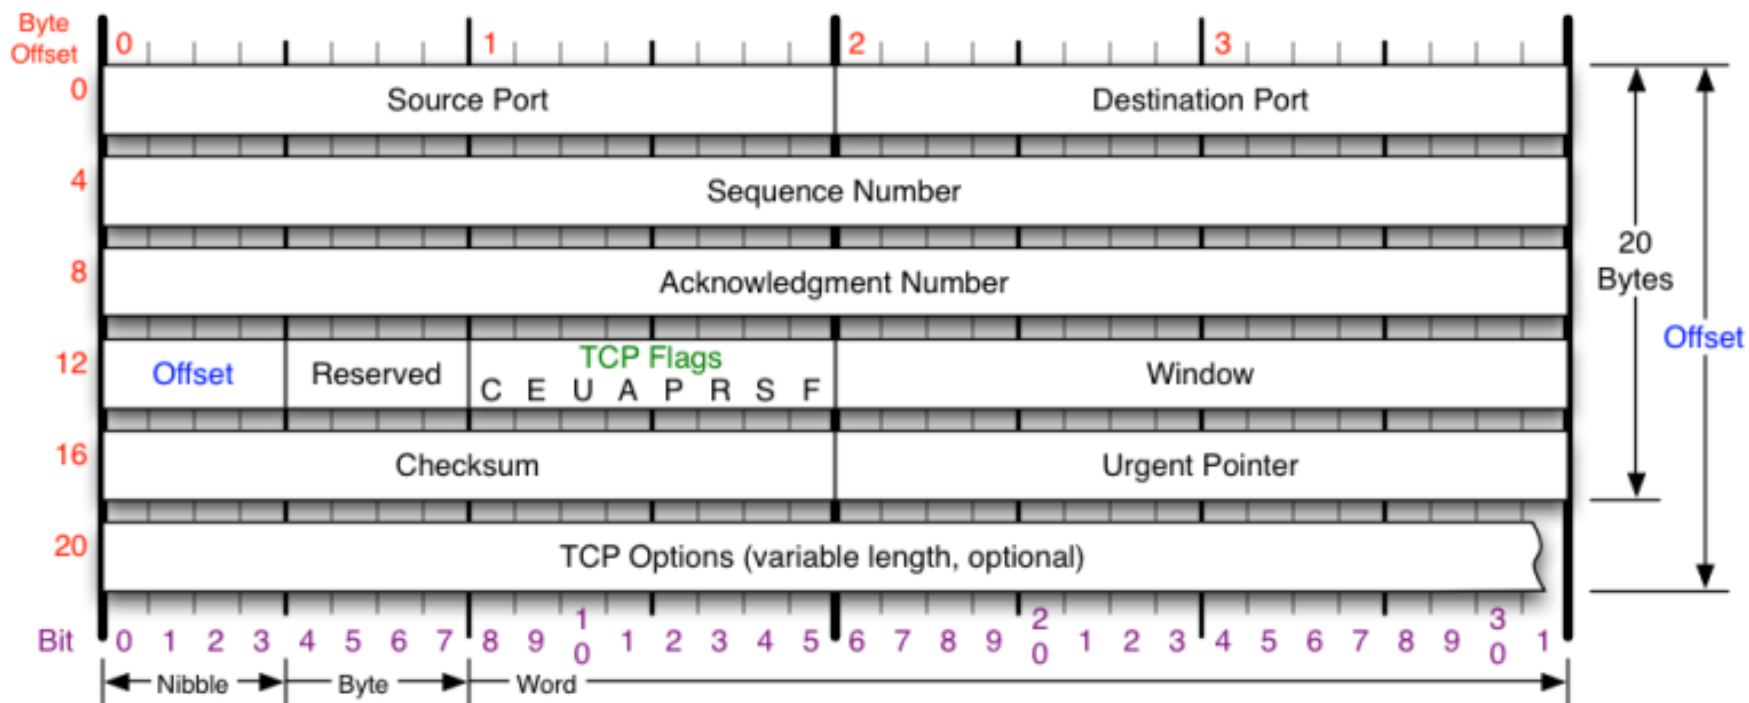 Byte
Offset
0 1 2 3
0 Source Port Destination Port
4 Sequence Number
8 Acknowledgment Number
20
Bytes
Offset
12 Offset Reserved TCP Flags Window
C E U A P R S F
16 Checksum Urgent Pointer
20 TCP Options (variable length, optional)
Bit 0 1 2 3 4 5 6 7 8 9 10 1 2 3 4 5 6 7 8 9 20 1 2 3 4 5 6 7 8 9 30 1
Nibble Byte Word